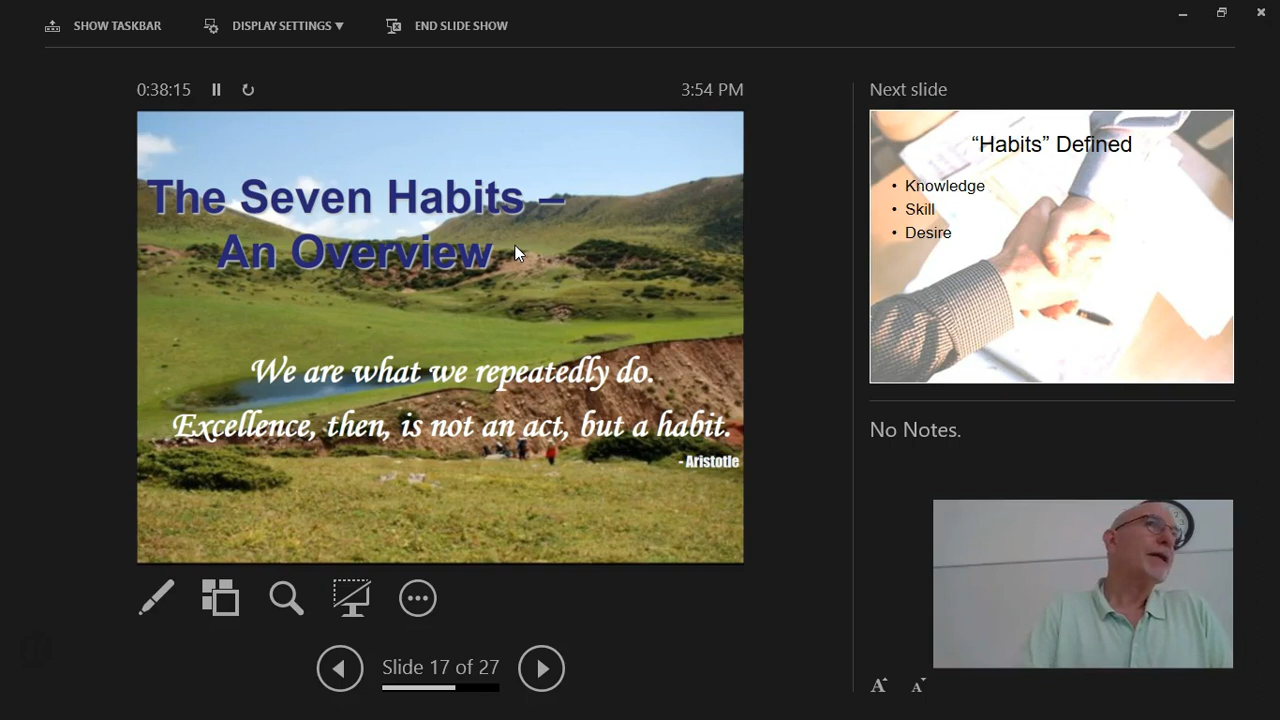 SHOW TASKBAR
DISPLAY SETTINGS ▼
END SLIDE SHOW
0:38:15
3:54 PM
The Seven Habits –
An Overview
We are what we repeatedly do.
Excellence, then, is not an act, but a habit.
- Aristotle
Slide 17 of 27
Next slide
“Habits” Defined
• Knowledge
• Skill
• Desire
No Notes.
A A